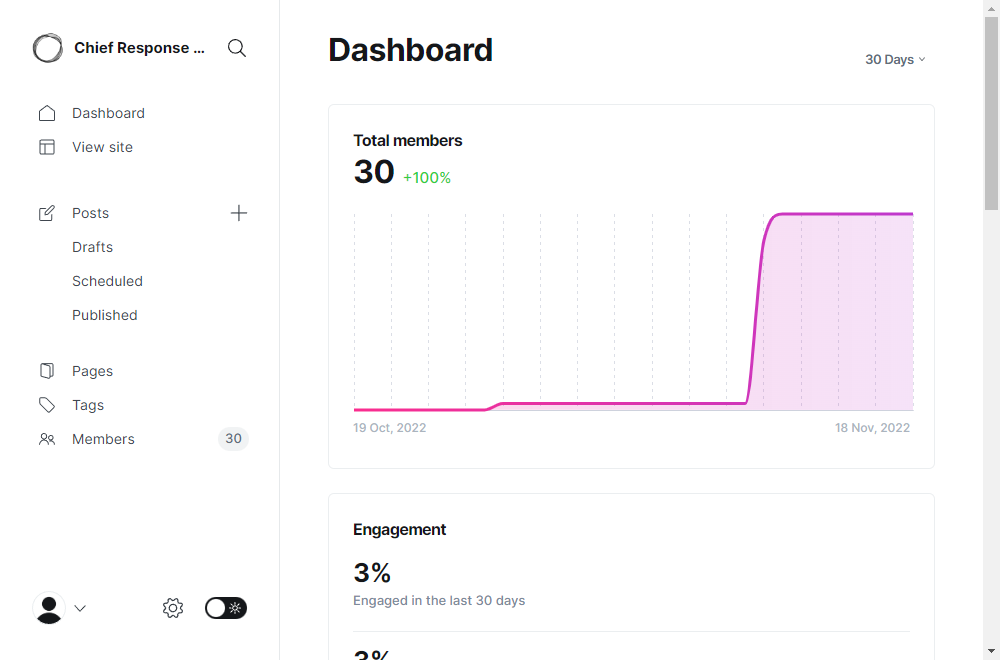 Chief Response ...
Dashboard
View site
Posts
Drafts
Scheduled
Published
Pages
Tags
Members 30
Dashboard
30 Days
Total members
30 +100%
19 Oct, 2022 18 Nov, 2022
Engagement
3%
Engaged in the last 30 days
3%